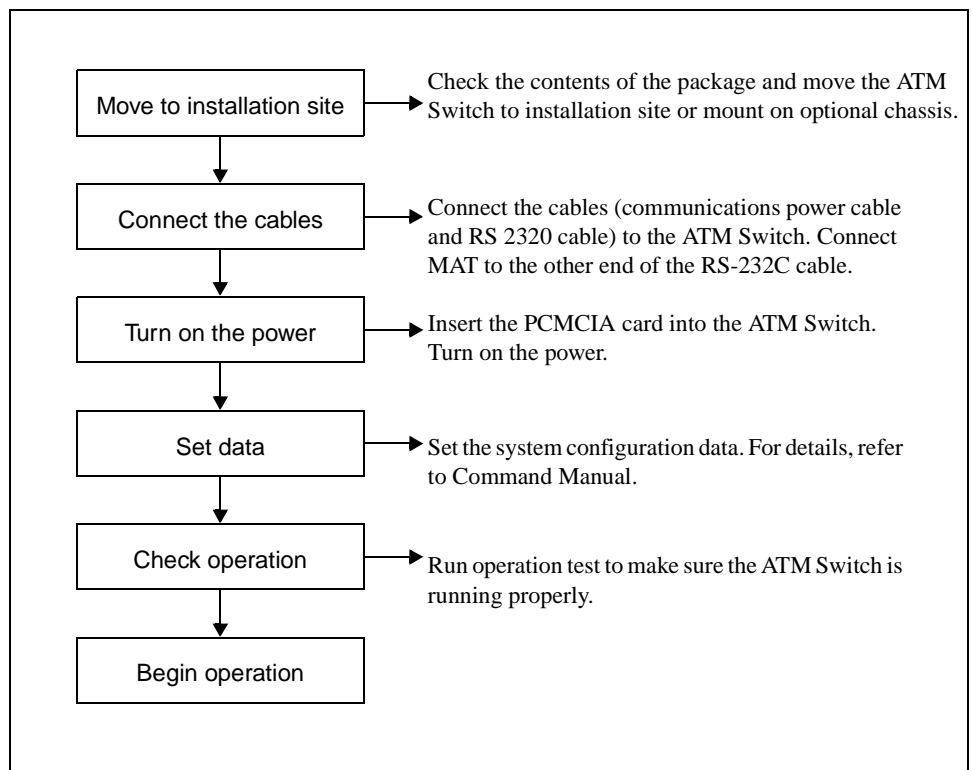 Move to installation site
Check the contents of the package and move the ATM
Switch to installation site or mount on optional chassis.
Connect the cables
Connect the cables (communications power cable
and RS 2320 cable) to the ATM Switch. Connect
MAT to the other end of the RS-232C cable.
Turn on the power
Insert the PCMCIA card into the ATM Switch.
Turn on the power.
Set data
Set the system configuration data. For details, refer
to Command Manual.
Check operation
Run operation test to make sure the ATM Switch is
running properly.
Begin operation